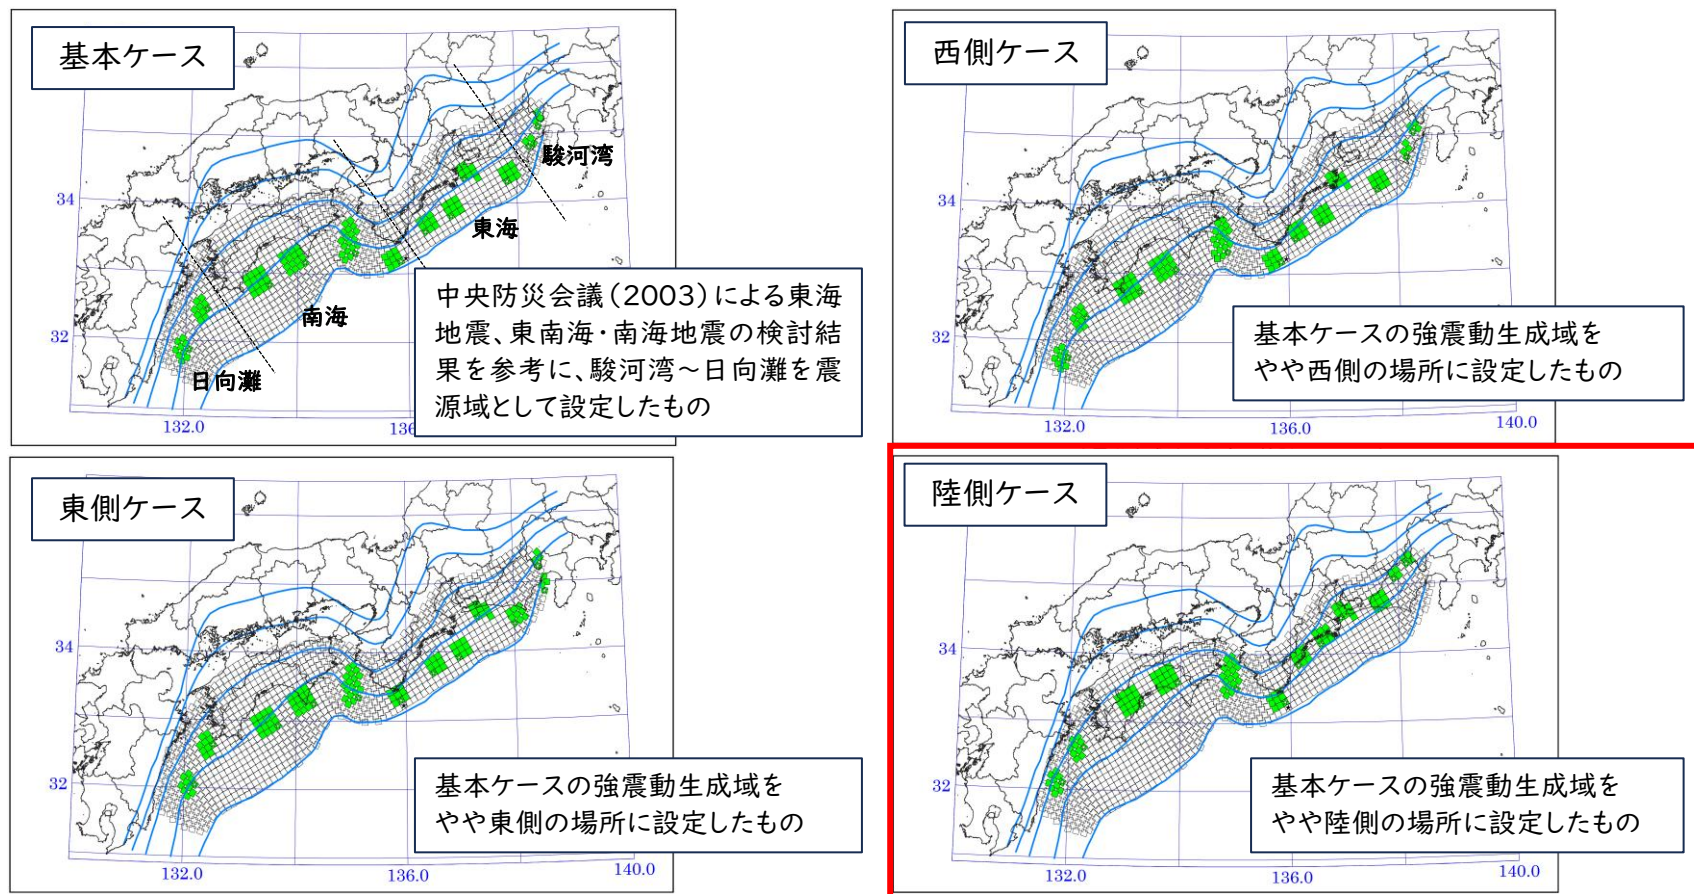 基本ケース
駿河湾
34
東海
南海
32
日向灘
132.0
136
中央防災会議(2003)による東海
地震、東南海・南海地震の検討結
果を参考に、駿河湾～日向灘を震
源域として設定したもの
西側ケース
34
32
132.0
136.0
140.0
基本ケースの強震動生成域を
やや西側の場所に設定したもの
東側ケース
34
32
132.0
136.0
140.0
基本ケースの強震動生成域を
やや東側の場所に設定したもの
陸側ケース
34
32
132.0
136.0
140.0
基本ケースの強震動生成域を
やや陸側の場所に設定したもの